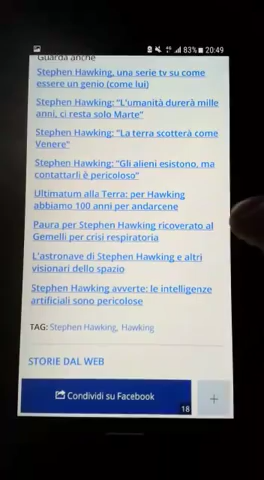 83% 20:49
Guarda anche
Stephen Hawking, una serie tv su come
essere un genio (come lui)
Stephen Hawking: “L’umanità durerà mille
anni, ci resta solo Marte”
Stephen Hawking: “La terra scotterà come
Venere”
Stephen Hawking: “Gli alieni esistono, ma
contattarli è pericoloso”
Ultimatum alla Terra: per Hawking
abbiamo 100 anni per andarcene
Paura per Stephen Hawking ricoverato al
Gemelli per crisi respiratoria
L’astronave di Stephen Hawking e altri
visionari dello spazio
Stephen Hawking avverte: le intelligenze
artificiali sono pericolose
TAG: Stephen Hawking, Hawking
STORIE DAL WEB
Condividi su Facebook
18
+